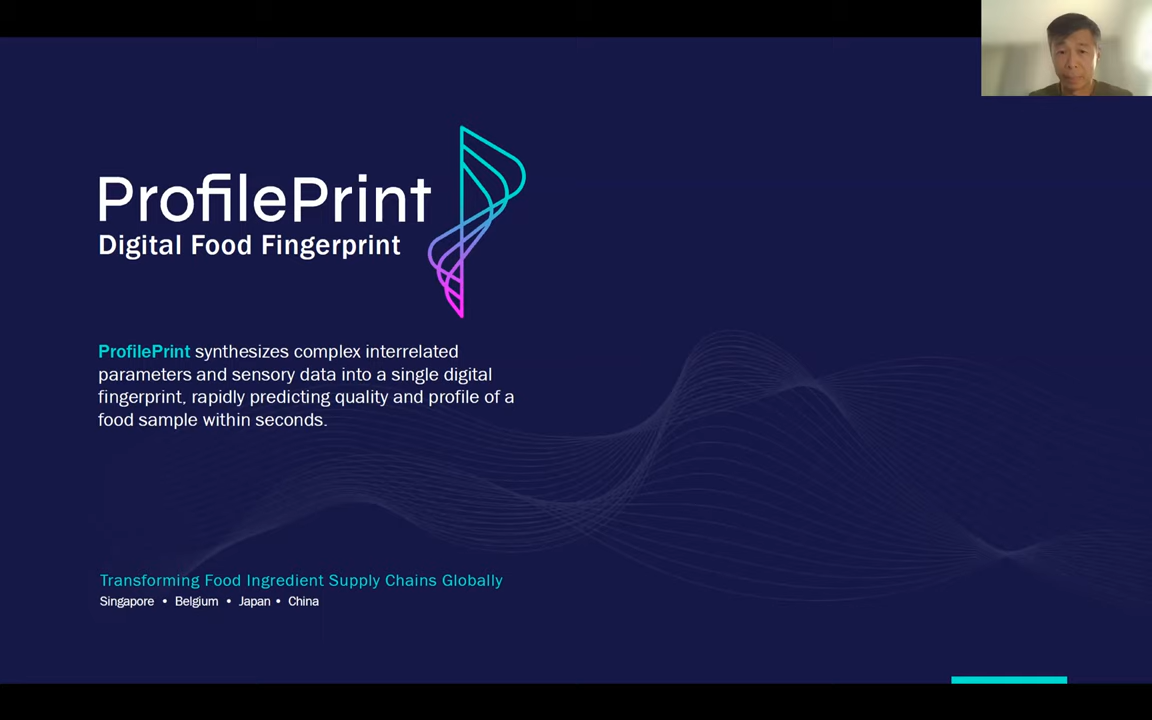 ProfilePrint
Digital Food Fingerprint
ProfilePrint synthesizes complex interrelated
parameters and sensory data into a single digital
fingerprint, rapidly predicting quality and profile of a
food sample within seconds.
Transforming Food Ingredient Supply Chains Globally
Singapore • Belgium • Japan • China